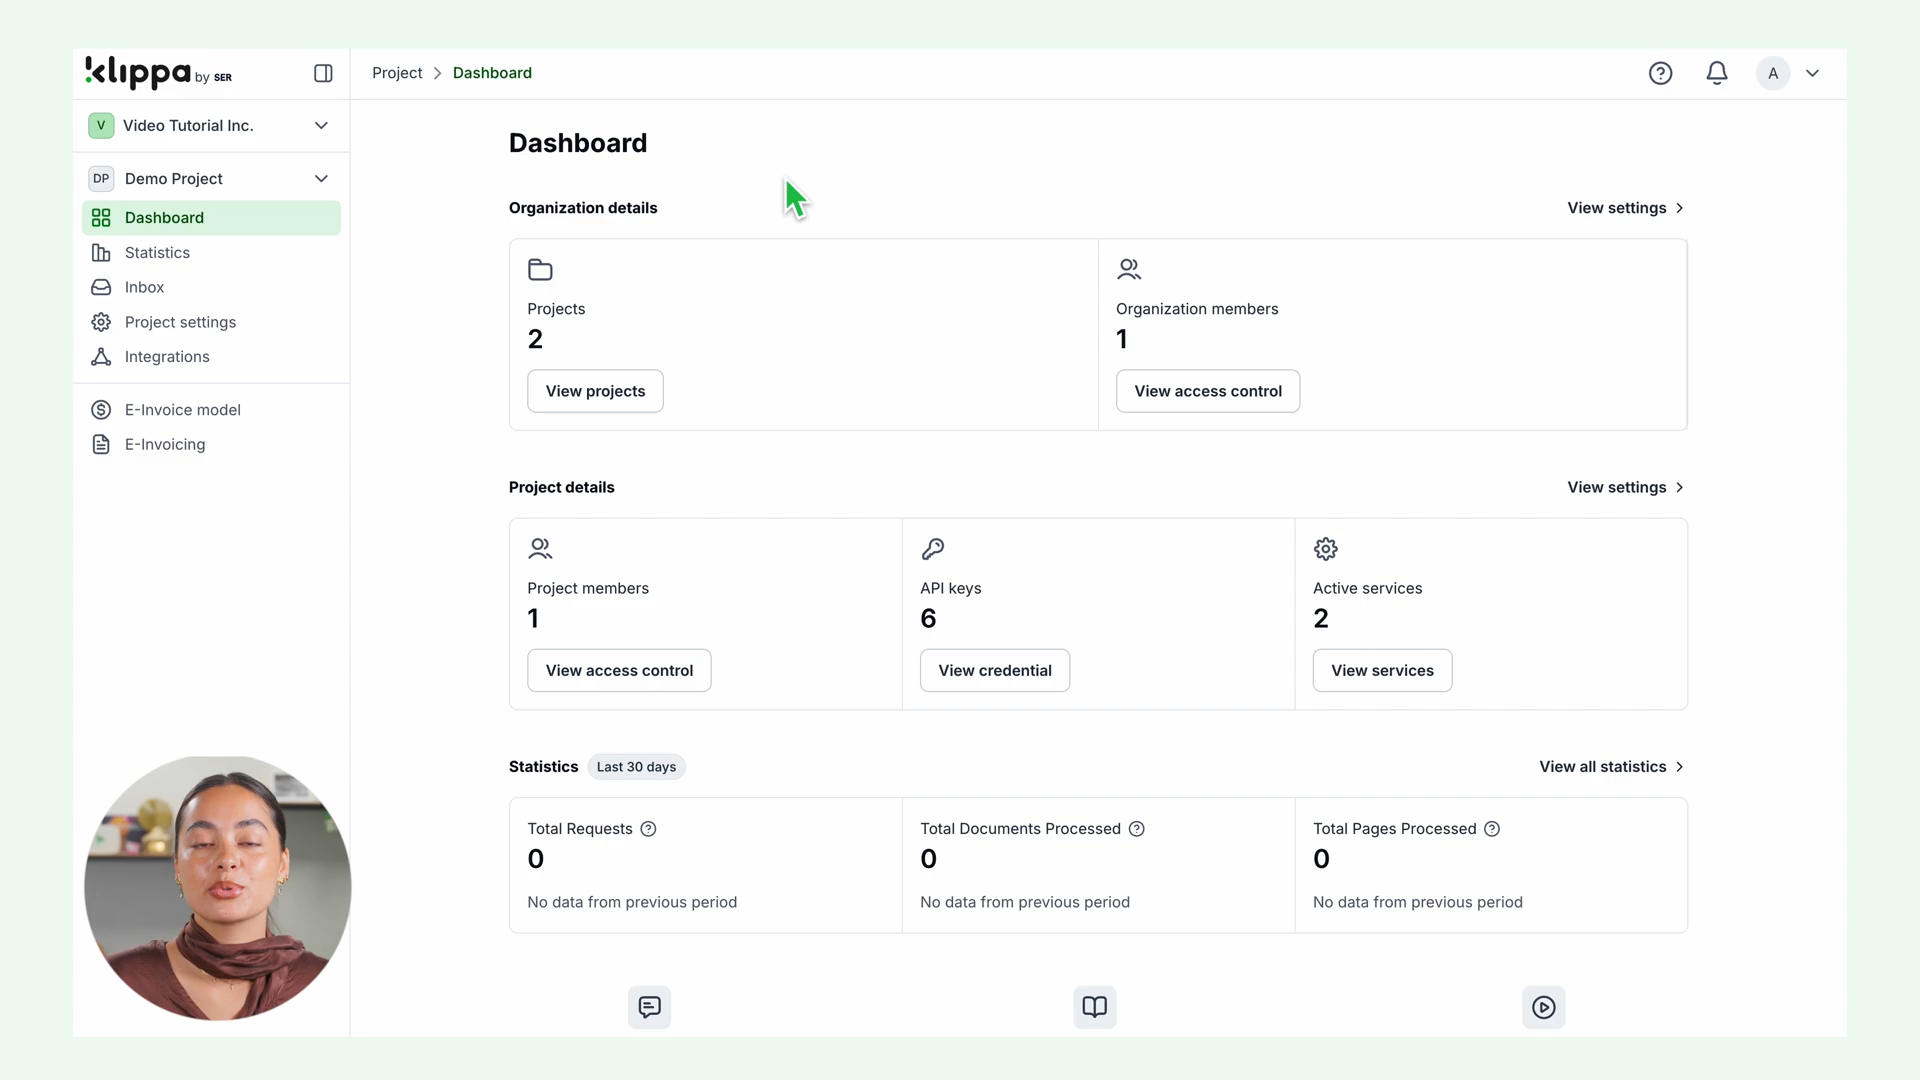 klippa by SER
Project > Dashboard
A
V Video Tutorial Inc.
DP Demo Project
Dashboard
Statistics
Inbox
Project settings
Integrations
E-Invoice model
E-Invoicing
Dashboard
Organization details
View settings
Projects
2
View projects
Organization members
1
View access control
Project details
View settings
Project members
1
View access control
API keys
6
View credential
Active services
2
View services
Statistics
Last 30 days
View all statistics
Total Requests
0
No data from previous period
Total Documents Processed
0
No data from previous period
Total Pages Processed
0
No data from previous period